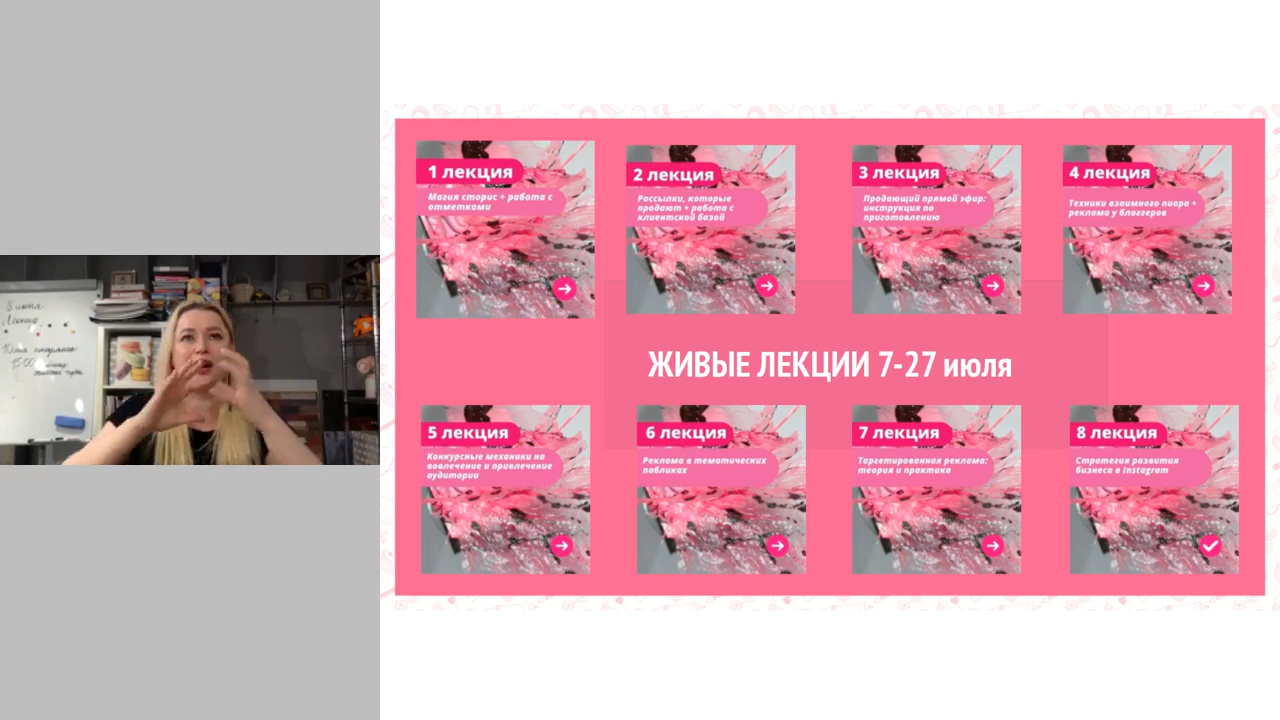 1 лекция
Магия сторис + работа с
отметками
2 лекция
Рассылки, которые
продают + работа с
клиентской базой
3 лекция
Продающий прямой эфир:
инструкция по
приготовлению
4 лекция
Техники взаимного пиара +
реклама у блоггеров
ЖИВЫЕ ЛЕКЦИИ 7-27 июля
5 лекция
Конкурсные механики на
вовлечение и привлечение
аудитории
6 лекция
Реклама в тематических
пабликах
7 лекция
Таргетированная реклама:
теория и практика
8 лекция
Стратегия развития
бизнеса в Instagram